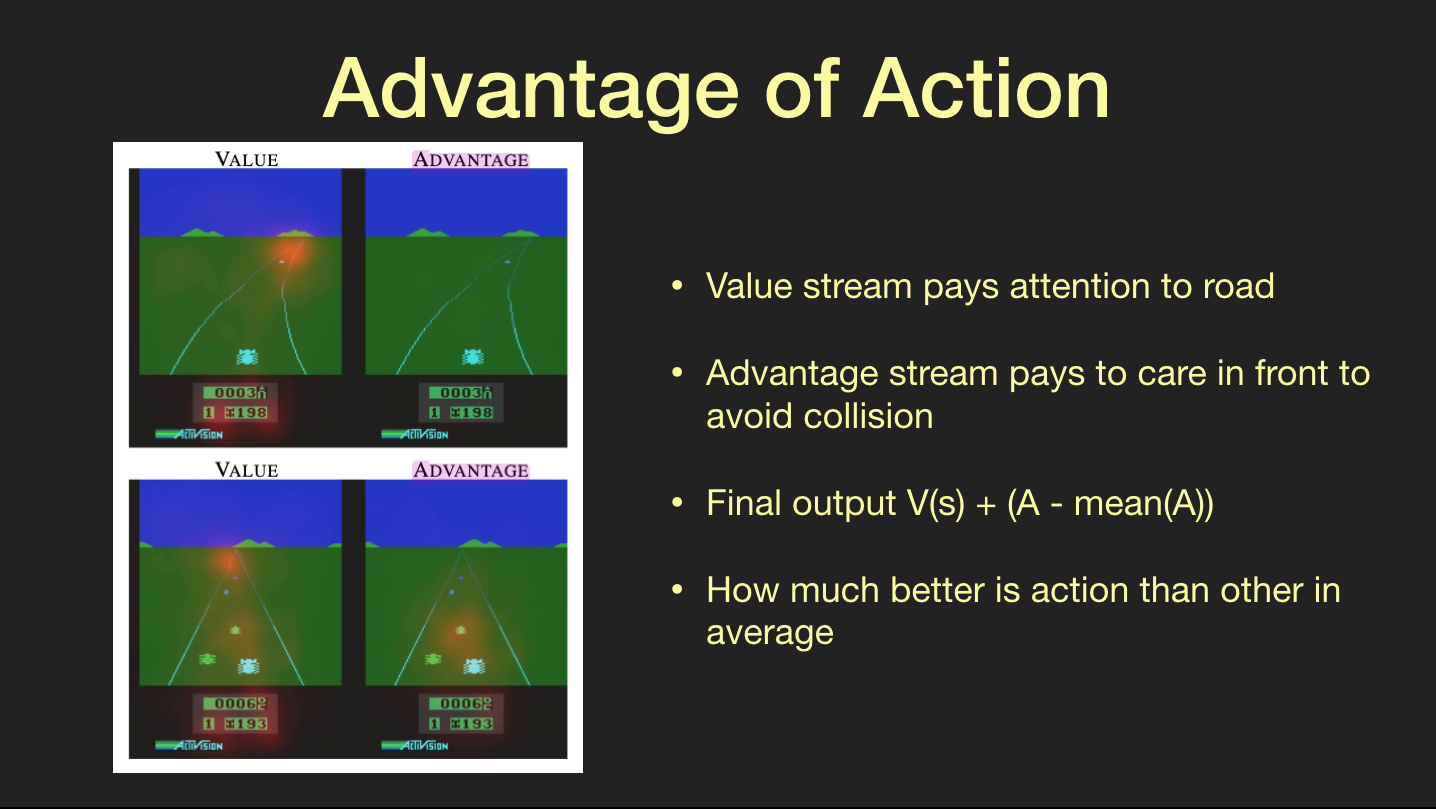 Advantage of Action
VALUE ADVANTAGE
0003
1 198
ACTIVISION
0003
1 198
ACTIVISION
VALUE ADVANTAGE
0006
1 193
ACTIVISION
0006
1 193
ACTIVISION
• Value stream pays attention to road
• Advantage stream pays to care in front to
avoid collision
• Final output V(s) + (A - mean(A))
• How much better is action than other in
average